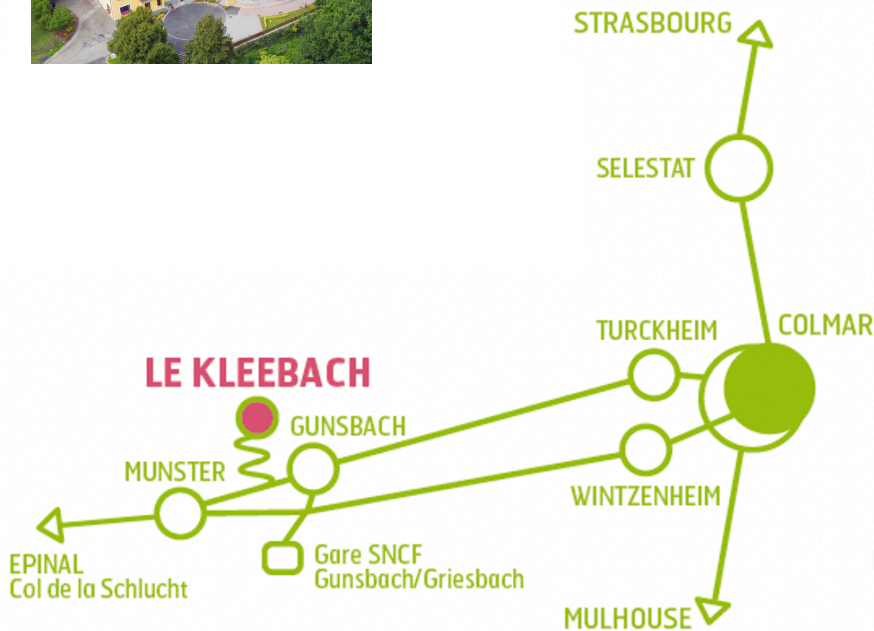 STRASBOURG
SELESTAT
TURCKHEIM
COLMAR
LE KLEEBACH
GUNSBACH
MUNSTER
WINTZENHEIM
EPINAL
Col de la Schlucht
Gare SNCF
Gunsbach/Griesbach
MULHOUSE